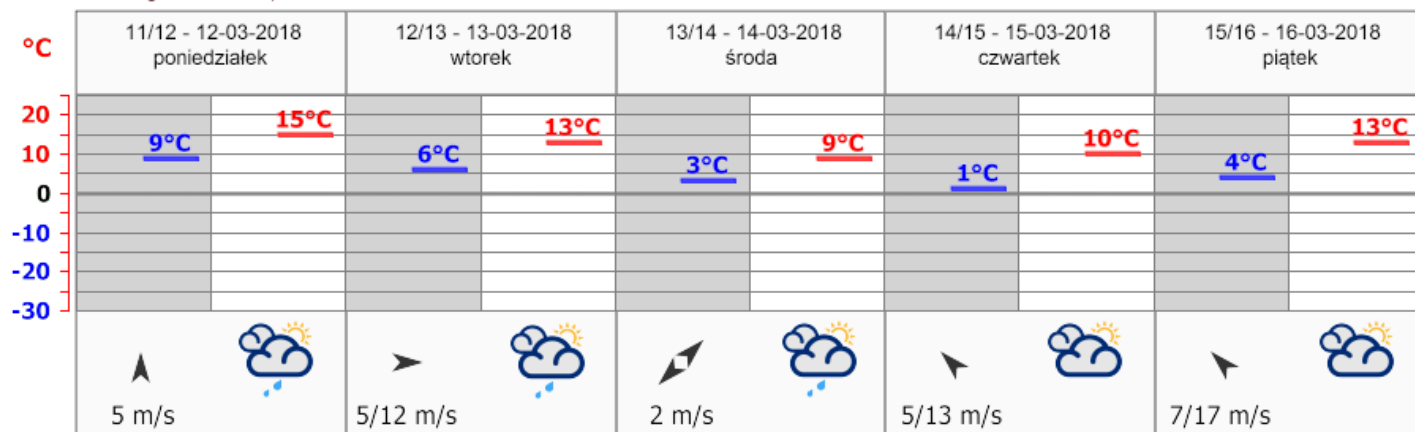 °C
11/12 - 12-03-2018
poniedziałek
12/13 - 13-03-2018
wtorek
13/14 - 14-03-2018
środa
14/15 - 15-03-2018
czwartek
15/16 - 16-03-2018
piątek
20
10
0
-10
-20
-30
9°C
15°C
6°C
13°C
3°C
9°C
1°C
10°C
4°C
13°C
5 m/s
5/12 m/s
2 m/s
5/13 m/s
7/17 m/s